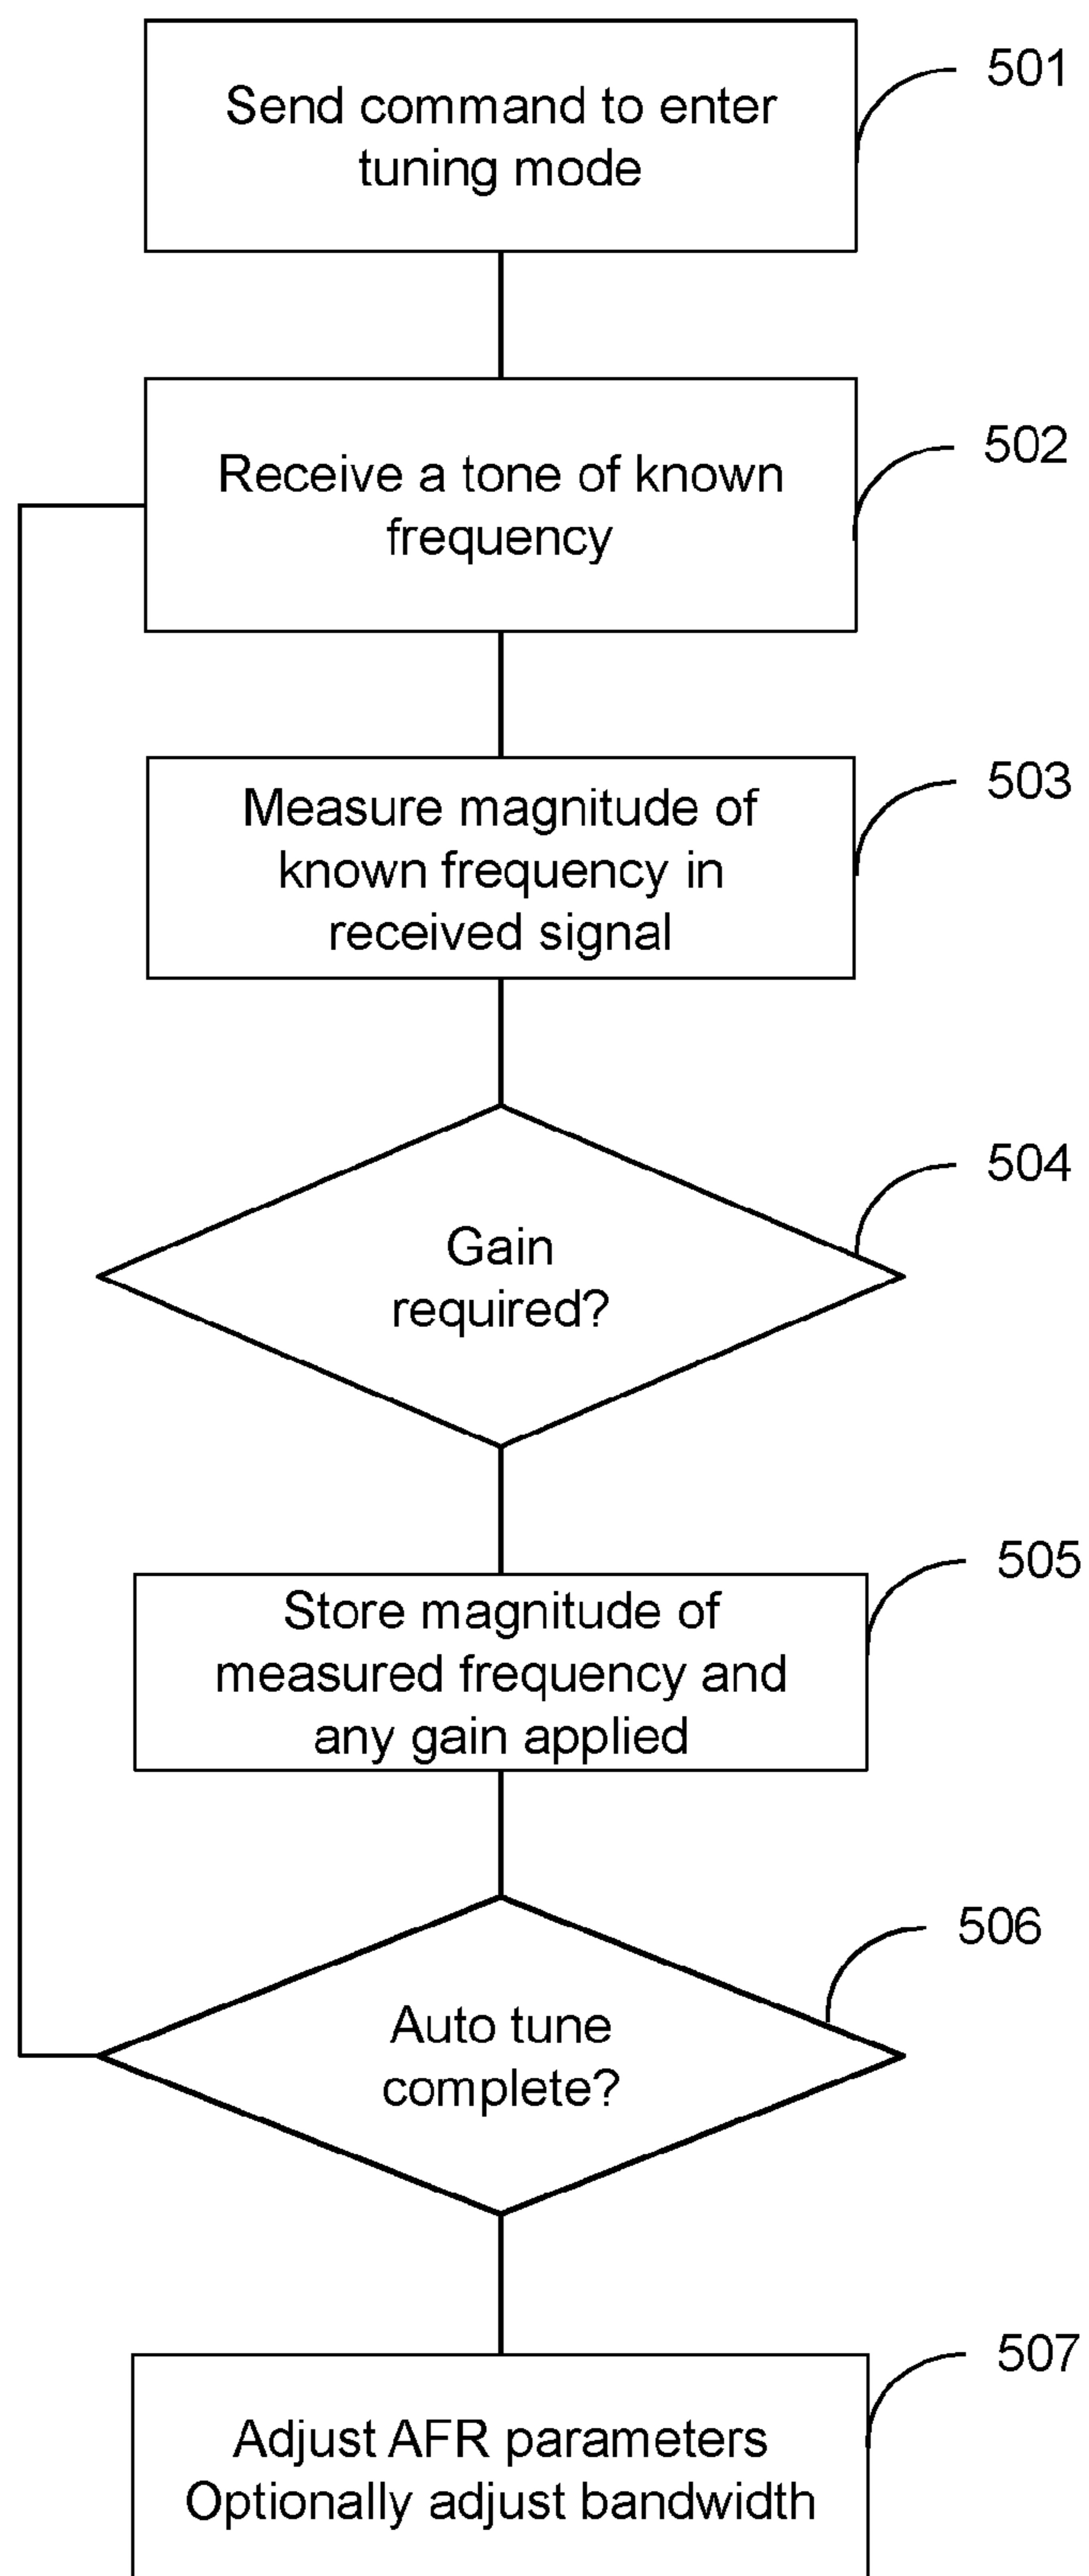 501
Send command to enter
tuning mode
502
Receive a tone of known
frequency
503
Measure magnitude of
known frequency in
received signal
504
Gain
required?
505
Store magnitude of
measured frequency and
any gain applied
506
Auto tune
complete?
507
Adjust AFR parameters
Optionally adjust bandwidth